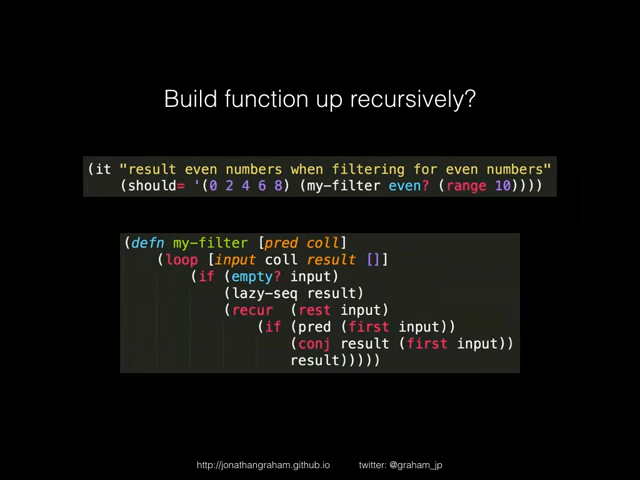 Build function up recursively?
(it "result even numbers when filtering for even numbers"
(should= '(0 2 4 6 8) (my-filter even? (range 10))))
(defn my-filter [pred coll]
(loop [input coll result []]
(if (empty? input)
(lazy-seq result)
(recur (rest input)
(if (pred (first input))
(conj result (first input))
result)))))
http://jonathangraham.github.io twitter: @graham_jp